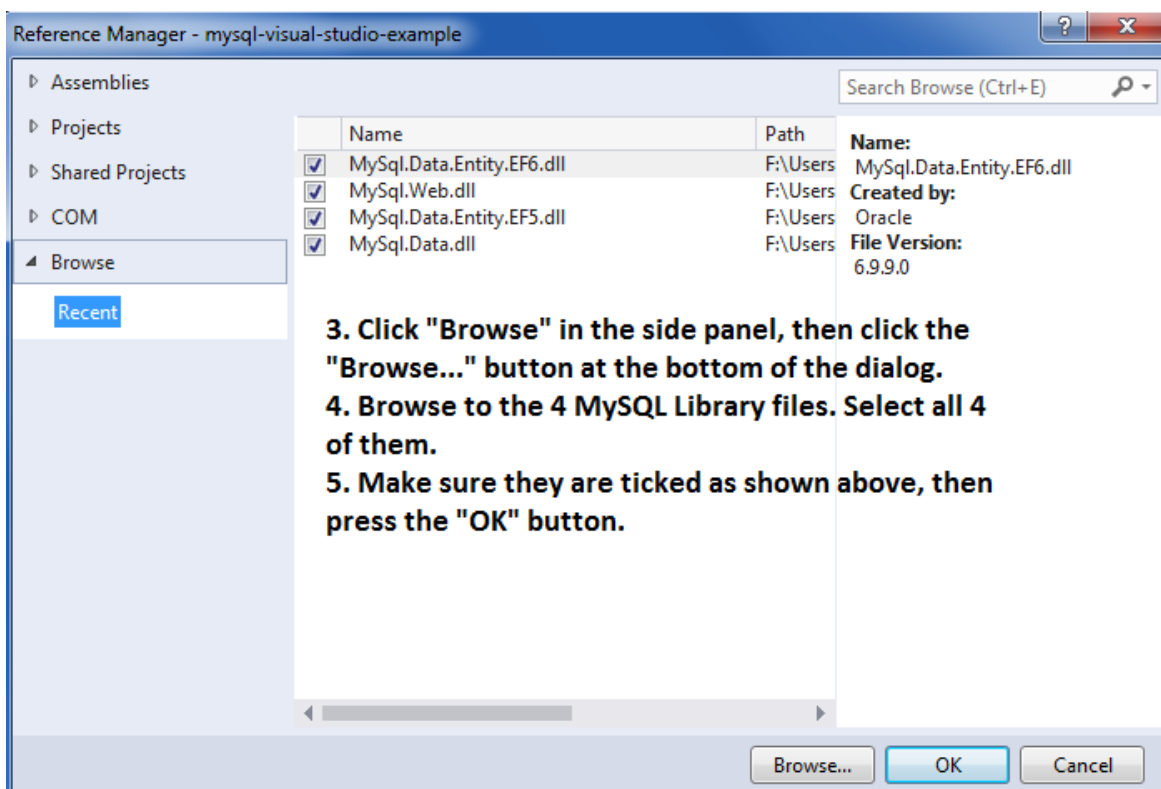 Reference Manager - mysql-visual-studio-example
?
x
Assemblies
Projects
Shared Projects
COM
Browse
Recent
Search Browse (Ctrl+E)
Name Path
MySql.Data.Entity.EF6.dll F:\Users
MySql.Web.dll F:\Users
MySql.Data.Entity.EF5.dll F:\Users
MySql.Data.dll F:\Users
Name:
MySql.Data.Entity.EF6.dll
Created by:
Oracle
File Version:
6.9.9.0
3. Click "Browse" in the side panel, then click the
"Browse..." button at the bottom of the dialog.
4. Browse to the 4 MySQL Library files. Select all 4
of them.
5. Make sure they are ticked as shown above, then
press the "OK" button.
Browse...
OK
Cancel